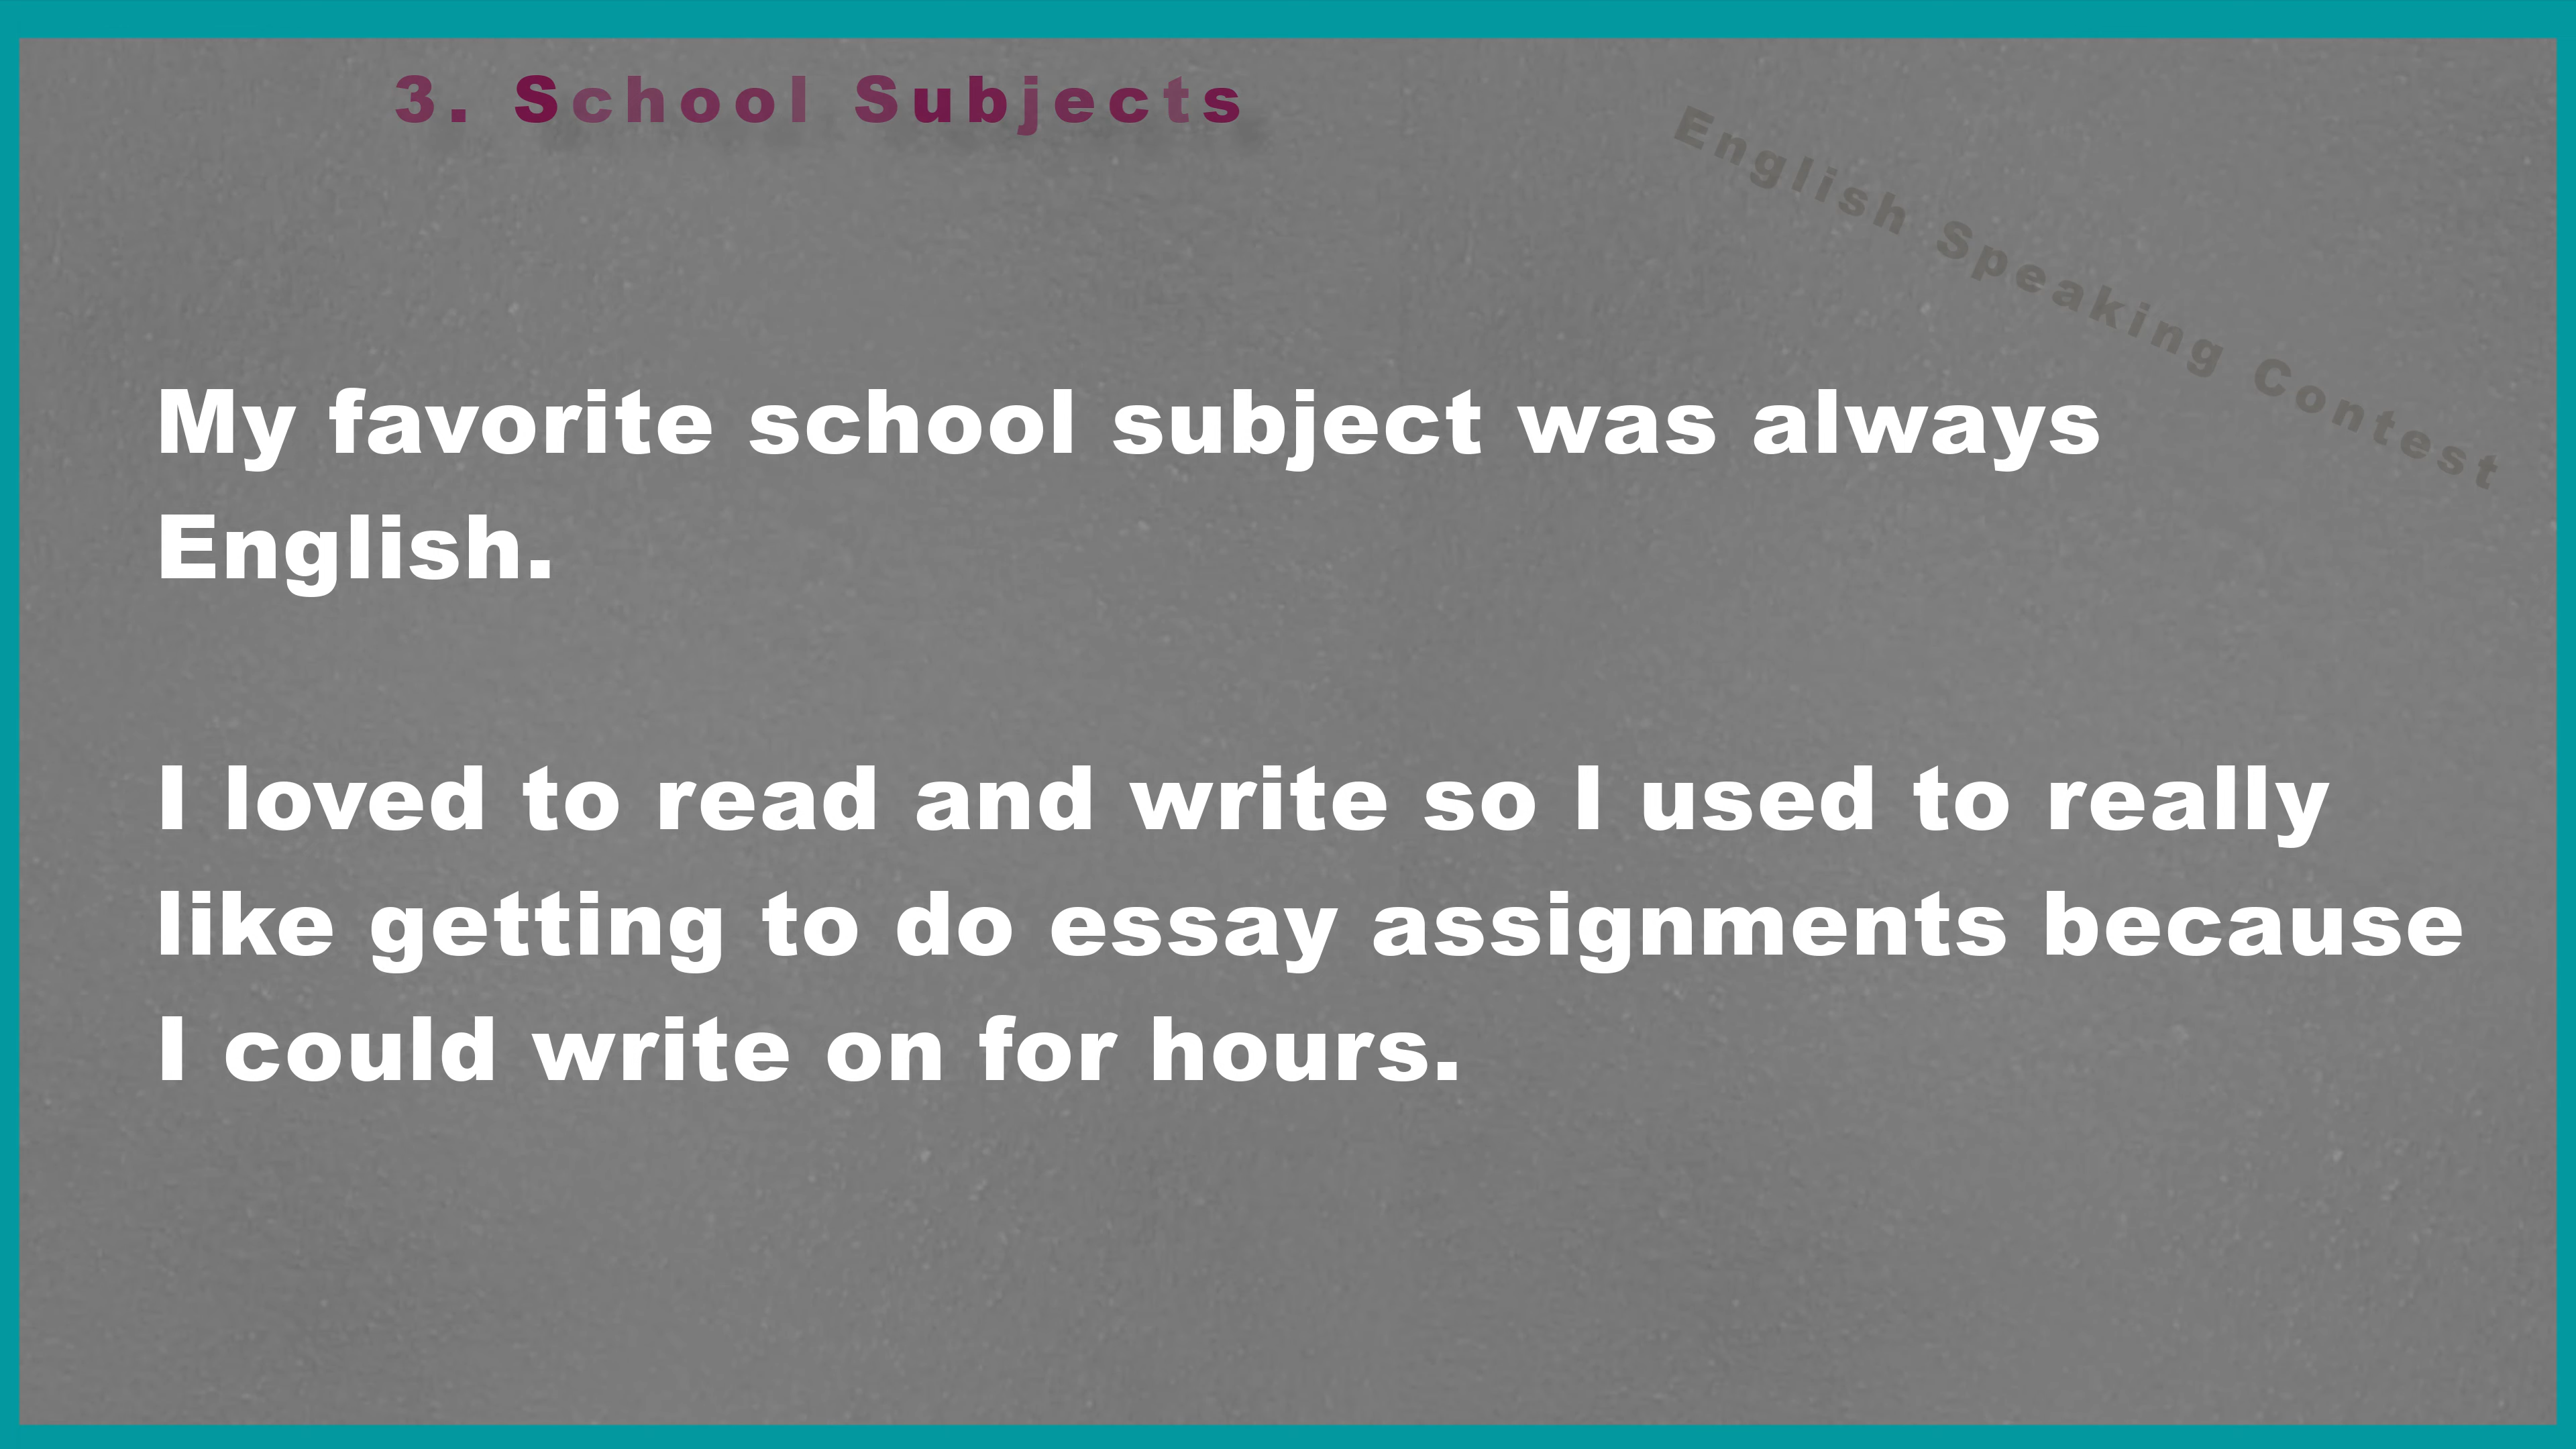 3. School Subjects
English Speaking Contest
My favorite school subject was always
English.
I loved to read and write so I used to really
like getting to do essay assignments because
I could write on for hours.